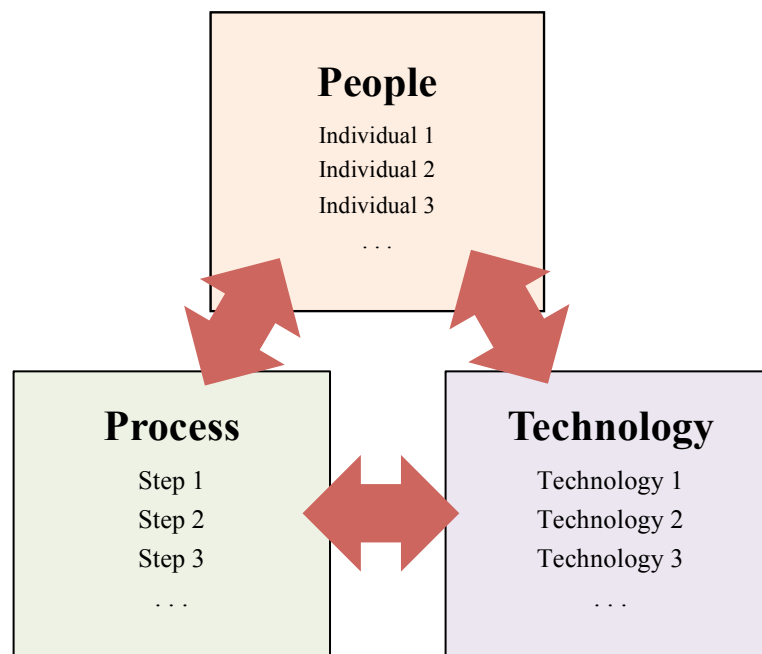 People
Individual 1
Individual 2
Individual 3
. . .
Process
Step 1
Step 2
Step 3
. . .
Technology
Technology 1
Technology 2
Technology 3
. . .